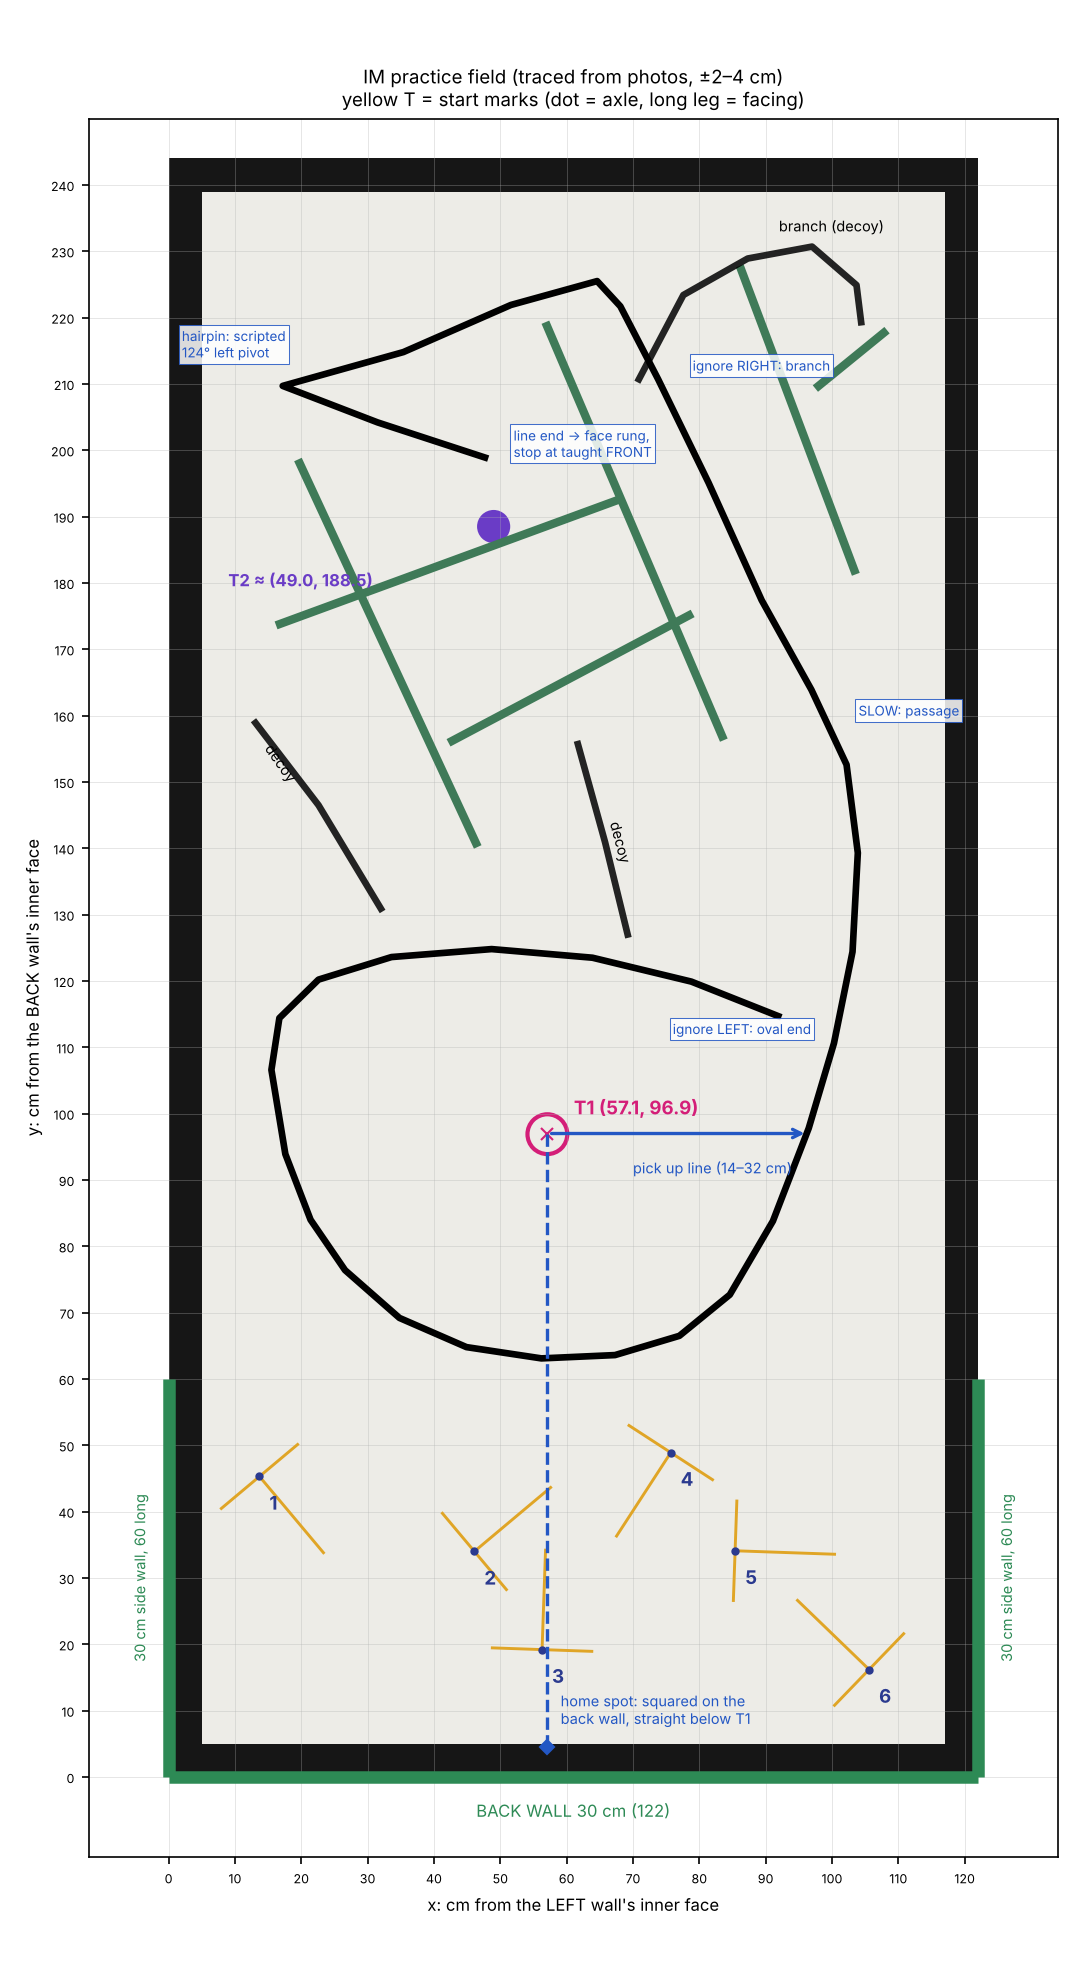 IM practice field (traced from photos, ±2–4 cm)
yellow T = start marks (dot = axle, long leg = facing)
240
230
220
210
200
190
180
170
160
150
140
130
120
110
100
90
80
70
60
50
40
30
20
10
0
y: cm from the BACK wall's inner face
branch (decoy)
hairpin: scripted
124° left pivot
ignore RIGHT: branch
line end → face rung,
stop at taught FRONT
T2 ≈ (49.0, 188.5)
SLOW: passage
decoy
decoy
ignore LEFT: oval end
T1 (57.1, 96.9)
pick up line (14–32 cm)
30 cm side wall, 60 long
30 cm side wall, 60 long
1
2
3
4
5
6
home spot: squared on the
back wall, straight below T1
BACK WALL 30 cm (122)
0 10 20 30 40 50 60 70 80 90 100 110 120
x: cm from the LEFT wall's inner face